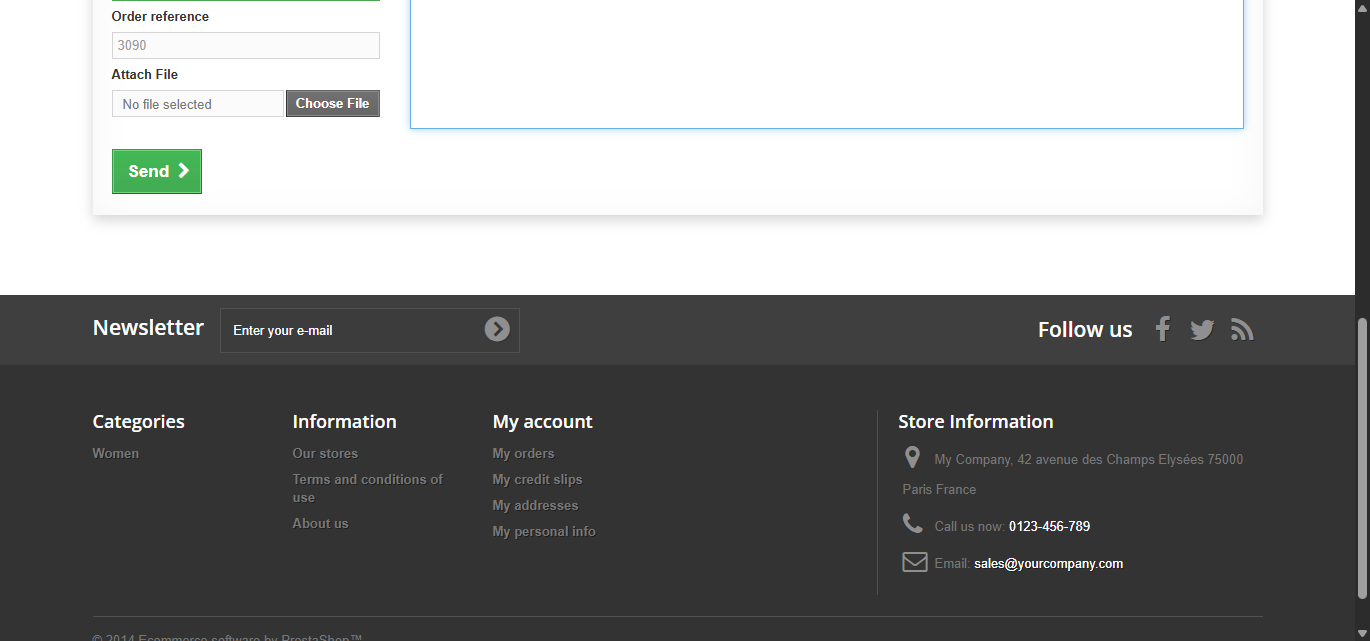 Order reference
3090
Attach File
No file selected
Choose File
Send
Newsletter
Enter your e-mail
Follow us
Categories
Women
Information
Our stores
Terms and conditions of
use
About us
My account
My orders
My credit slips
My addresses
My personal info
Store Information
My Company, 42 avenue des Champs Elysées 75000
Paris France
Call us now: 0123-456-789
Email: sales@yourcompany.com
© 2014 Ecommerce software by PrestaShop™